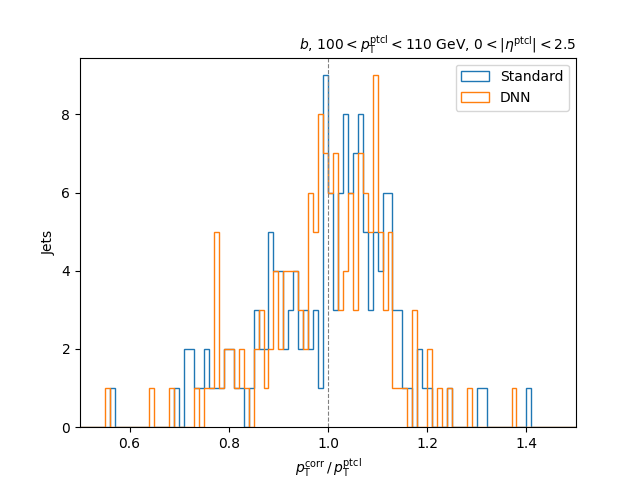 b, 100 < p_T^ptcl < 110 GeV, 0 < |η^ptcl| < 2.5
Standard
DNN
8
6
4
2
0
Jets
0.6 0.8 1.0 1.2 1.4
p_T^corr / p_T^ptcl